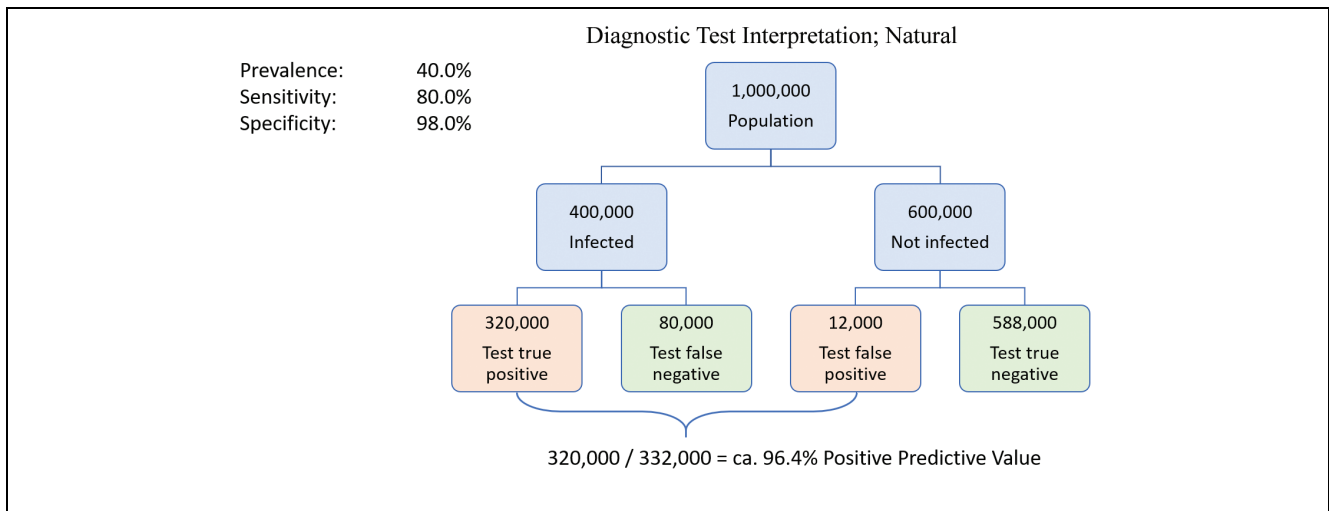 Diagnostic Test Interpretation; Natural
Prevalence: 40.0%
Sensitivity: 80.0%
Specificity: 98.0%
1,000,000
Population
400,000
Infected
600,000
Not infected
320,000
Test true
positive
80,000
Test false
negative
12,000
Test false
positive
588,000
Test true
negative
320,000 / 332,000 = ca. 96.4% Positive Predictive Value